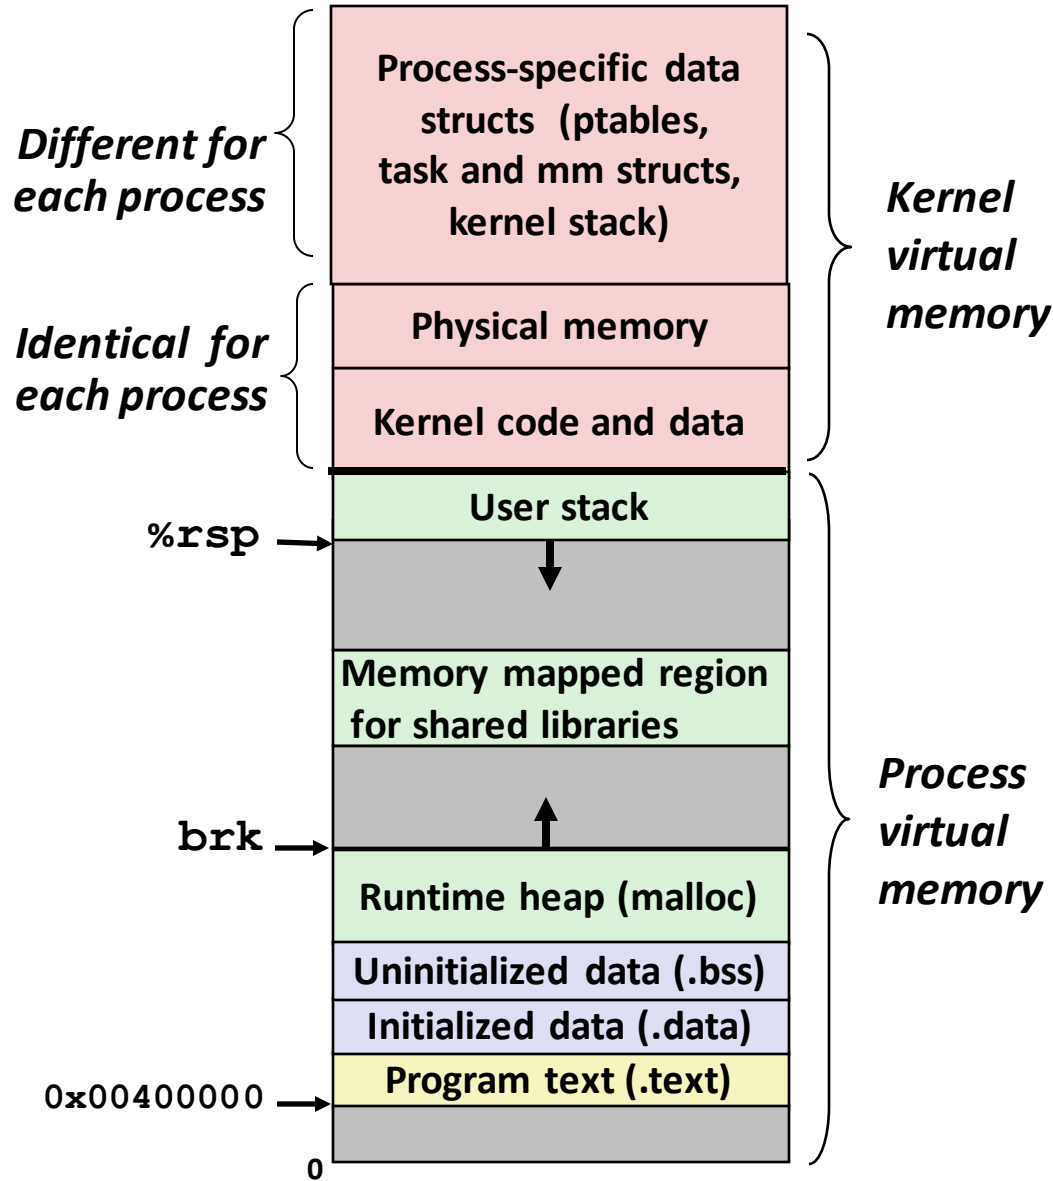 Process-specific data
structs (ptables,
task and mm structs,
kernel stack)
Different for
each process
Kernel
virtual
memory
Physical memory
Identical for
each process
Kernel code and data
User stack
%rsp
Memory mapped region
for shared libraries
Process
virtual
memory
brk
Runtime heap (malloc)
Uninitialized data (.bss)
Initialized data (.data)
Program text (.text)
0x00400000
0